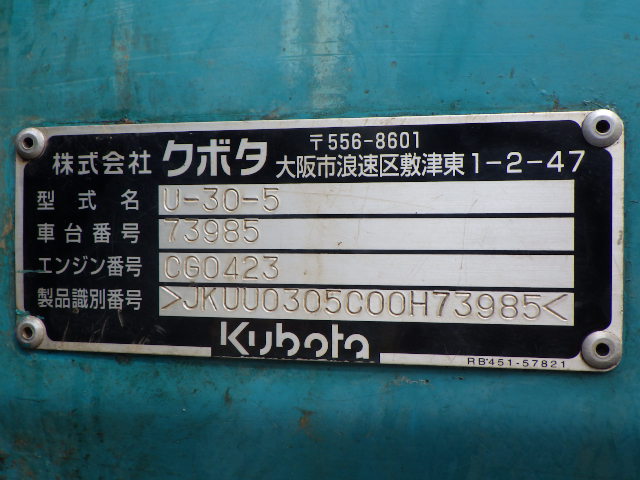 株式会社 クボタ 〒556-8601
大阪市浪速区敷津東1-2-47
型式名 U-30-5
車台番号 73985
エンジン番号 CG0423
製品識別番号 >JKUU0305C00H73985<
Kubota
RB'451-57821